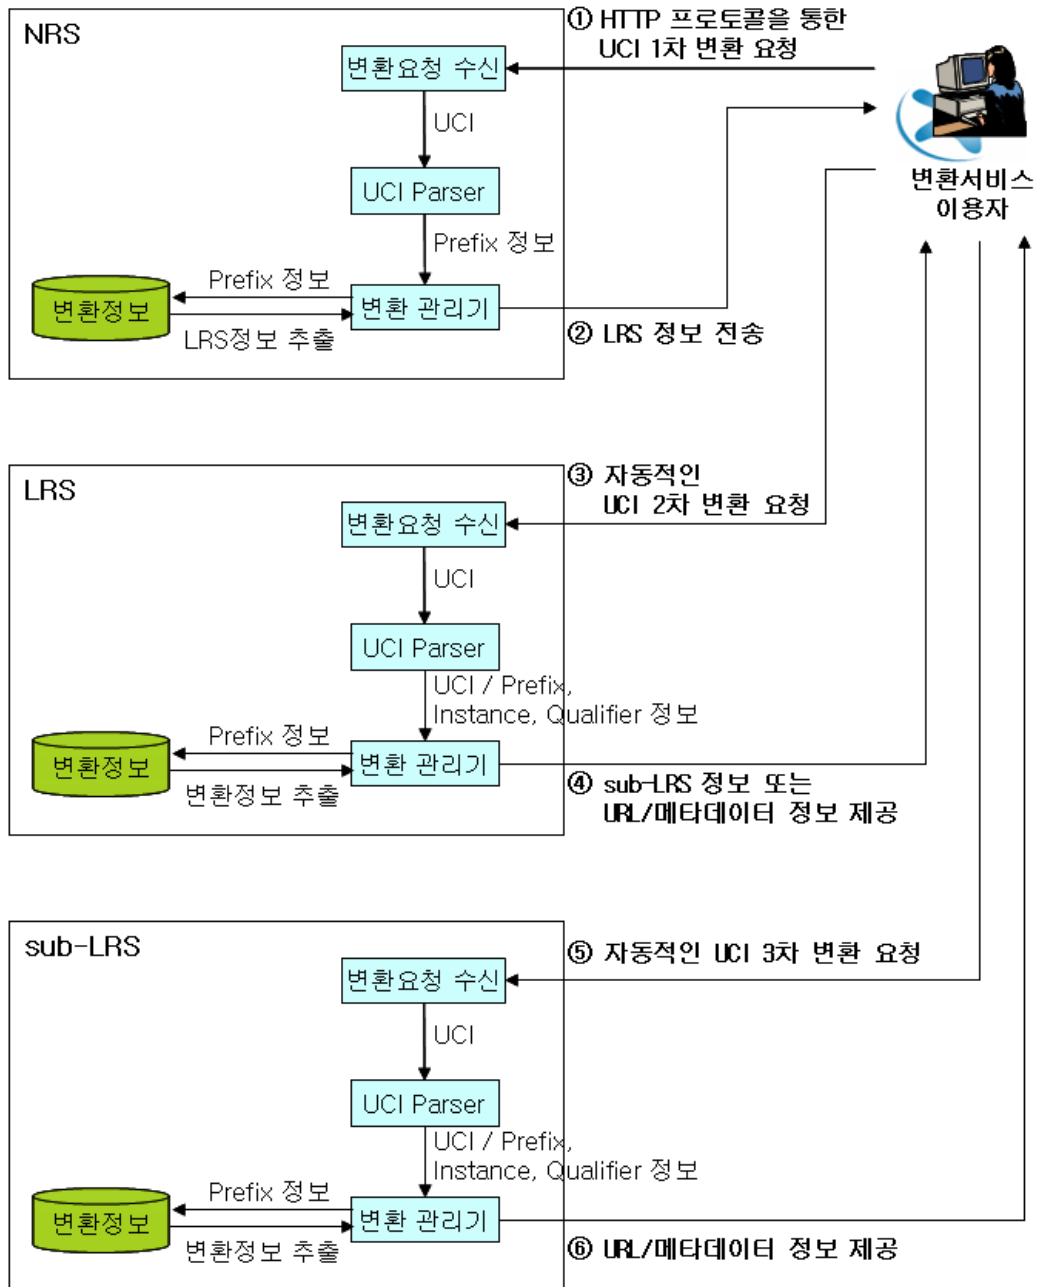 NRS
① HTTP 프로토콜을 통한
UCI 1차 변환 요청
변환요청 수신
UCI
변환서비스
이용자
UCI Parser
Prefix 정보
Prefix 정보
변환정보
변환 관리기
LRS정보 추출
② LRS 정보 전송
LRS
③ 자동적인
UCI 2차 변환 요청
변환요청 수신
UCI
UCI Parser
UCI / Prefix,
Instance, Qualifier 정보
Prefix 정보
변환정보
변환 관리기
변환정보 추출
④ sub-LRS 정보 또는
URL/메타데이터 정보 제공
sub-LRS
⑤ 자동적인 UCI 3차 변환 요청
변환요청 수신
UCI
UCI Parser
UCI / Prefix,
Instance, Qualifier 정보
Prefix 정보
변환정보
변환 관리기
변환정보 추출
⑥ URL/메타데이터 정보 제공